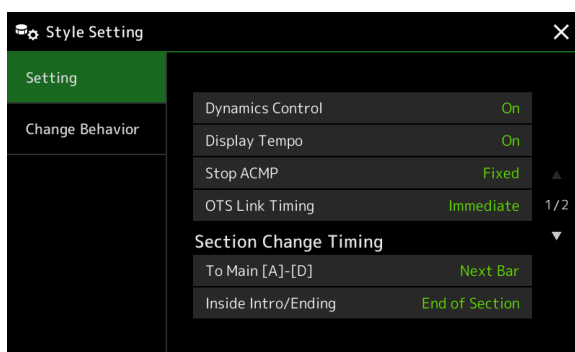 Style Setting
Setting
Change Behavior
Dynamics Control On
Display Tempo On
Stop ACMP Fixed
OTS Link Timing Immediate
1/2
Section Change Timing
To Main [A]-[D] Next Bar
Inside Intro/Ending End of Section